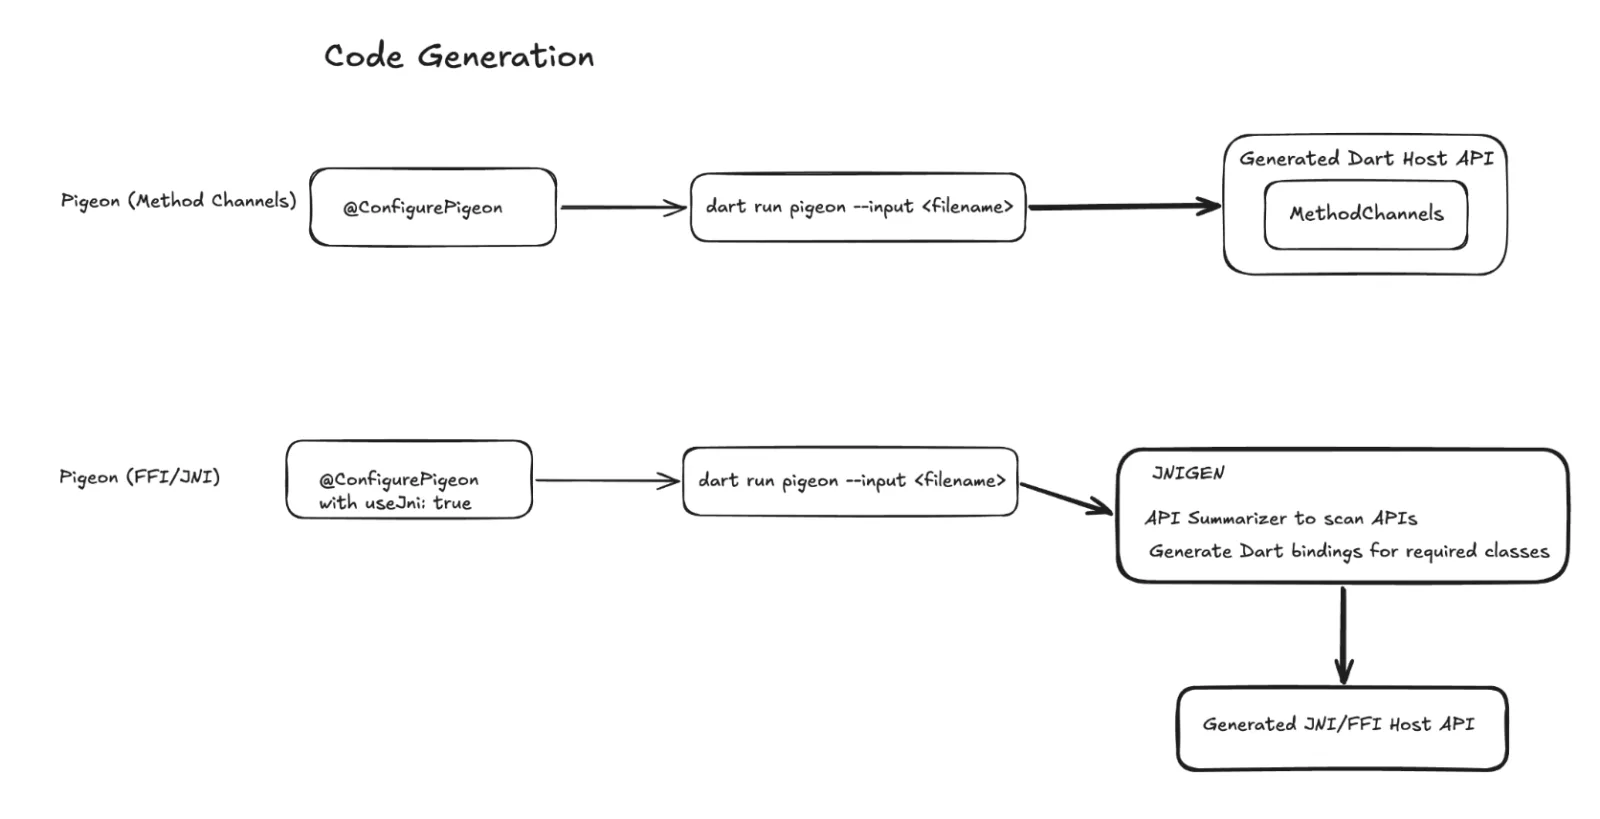 Code Generation
Pigeon (Method Channels)
@ConfigurePigeon
dart run pigeon --input <filename>
Generated Dart Host API
MethodChannels
Pigeon (FFI/JNI)
@ConfigurePigeon
with useJni: true
dart run pigeon --input <filename>
JNIGEN
API Summarizer to scan APIs
Generate Dart bindings for required classes
Generated JNI/FFI Host API